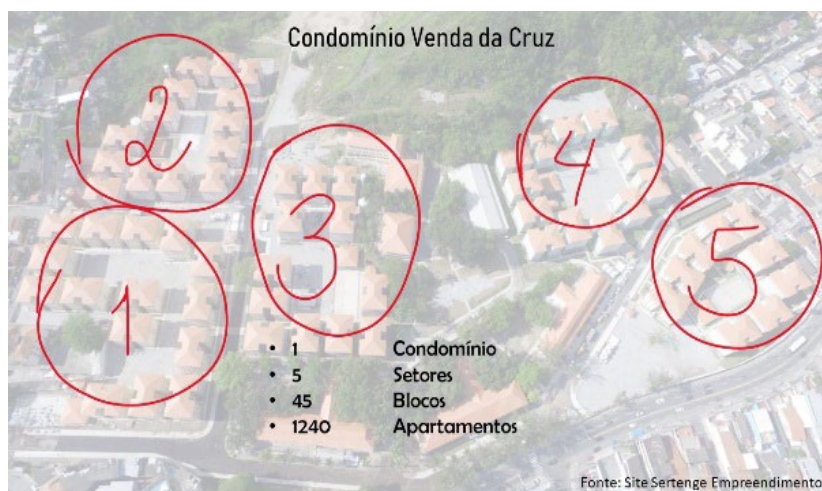 Condomínio Venda da Cruz
2
4
3
5
1
• 1 Condomínio
• 5 Setores
• 45 Blocos
• 1240 Apartamentos
Fonte: Site Sertenge Empreendimento